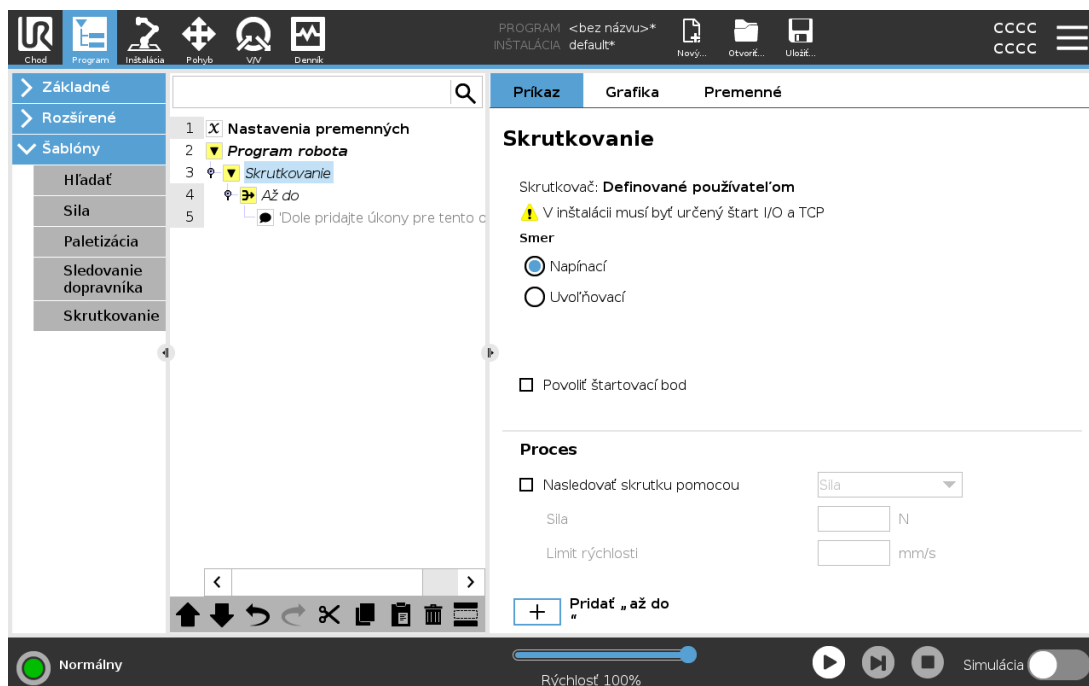 PROGRAM <bez názvu>*
INŠTALÁCIA default*
Chod
Program
Inštalácia
Pohyb
V/V
Denník
Nový...
Otvoriť...
Uložiť...
CCCC
CCCC
Základné
Rozšírené
Šablóny
Hľadať
Sila
Paletizácia
Sledovanie
dopravníka
Skrutkovanie
1 X Nastavenia premenných
2 Program robota
3 Skrutkovanie
4 Až do
5 'Dole pridajte úkony pre tento c
Príkaz
Grafika
Premenné
Skrutkovanie
Skrutkovač: Definované používateľom
V inštalácii musí byť určený štart I/O a TCP
Smer
Napínací
Uvoľňovací
Povoliť štartovací bod
Proces
Nasledovať skrutku pomocou
Sila
Sila
N
Limit rýchlosti
mm/s
Pridať „až do
“
Normálny
Rýchlosť 100%
Simulácia